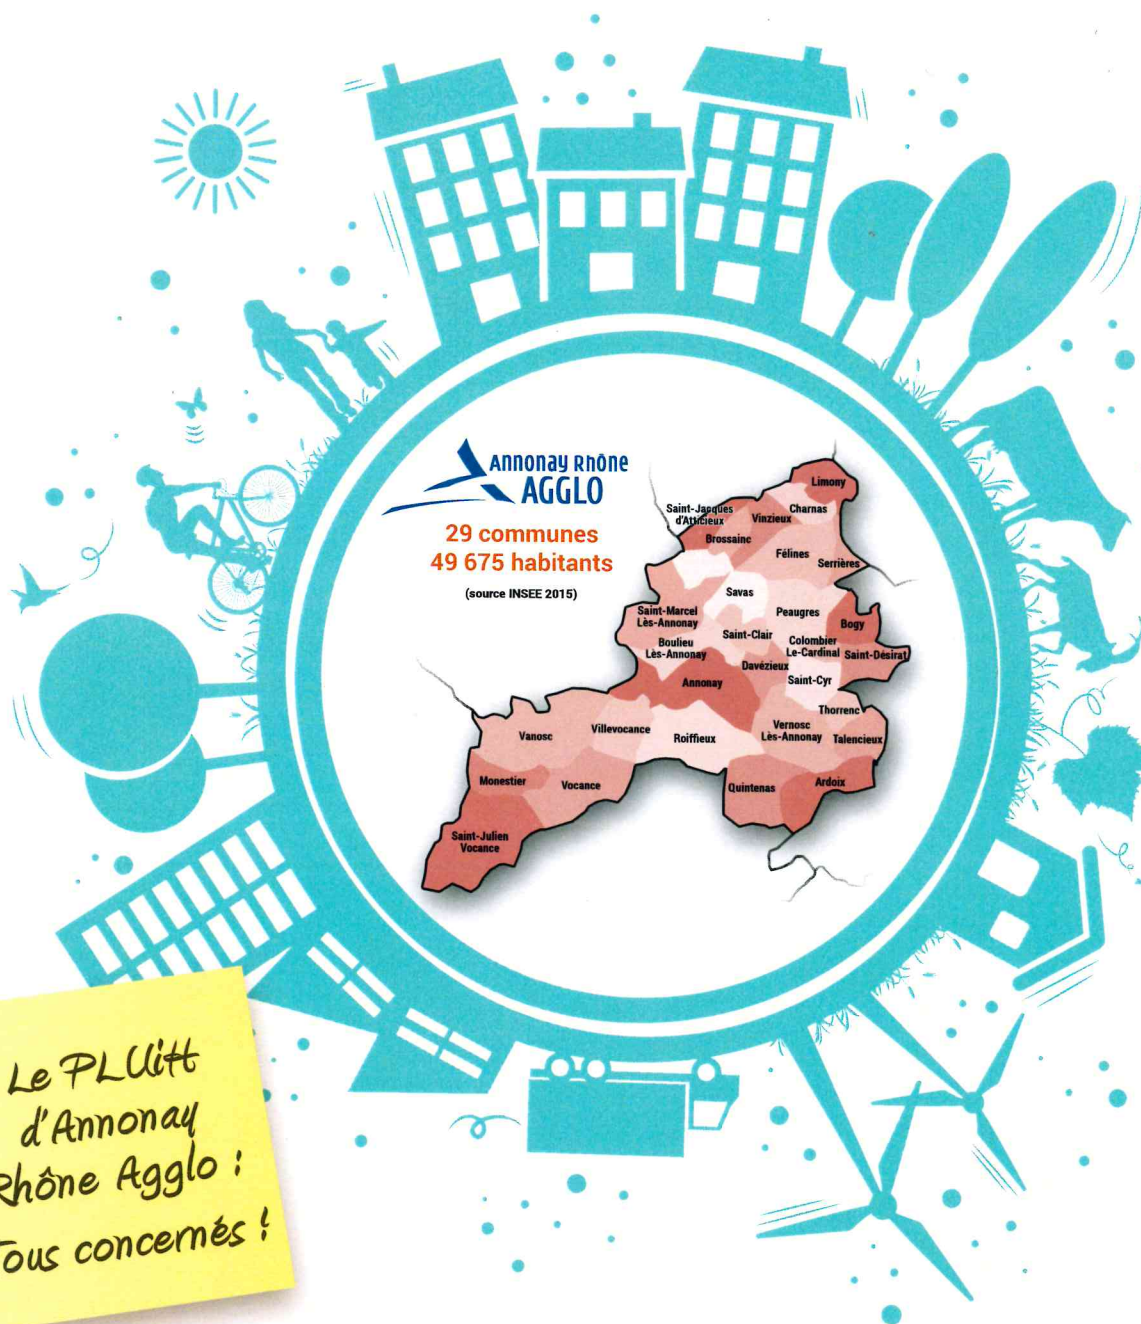 Annonay Rhône
AGGLO
29 communes
49 675 habitants
(source INSEE 2015)
Limony
Saint-Jacques
d'Atticieux
Charnas
Vinzieux
Brossainc
Félines
Serrières
Savas
Saint-Marcel
Lès-Annonay
Peaugres
Bogy
Saint-Clair
Boulieu
Lès-Annonay
Colombier
Le-Cardinal
Saint-Désirat
Davézieux
Annonay
Saint-Cyr
Thorrenc
Villevocance
Vanosc
Roiffieux
Vernosc
Lès-Annonay
Talencieux
Monestier
Vocance
Quintenas
Ardoix
Saint-Julien
Vocance
Le PLUitt
d'Annonay
Rhône Agglo :
Tous concernés !